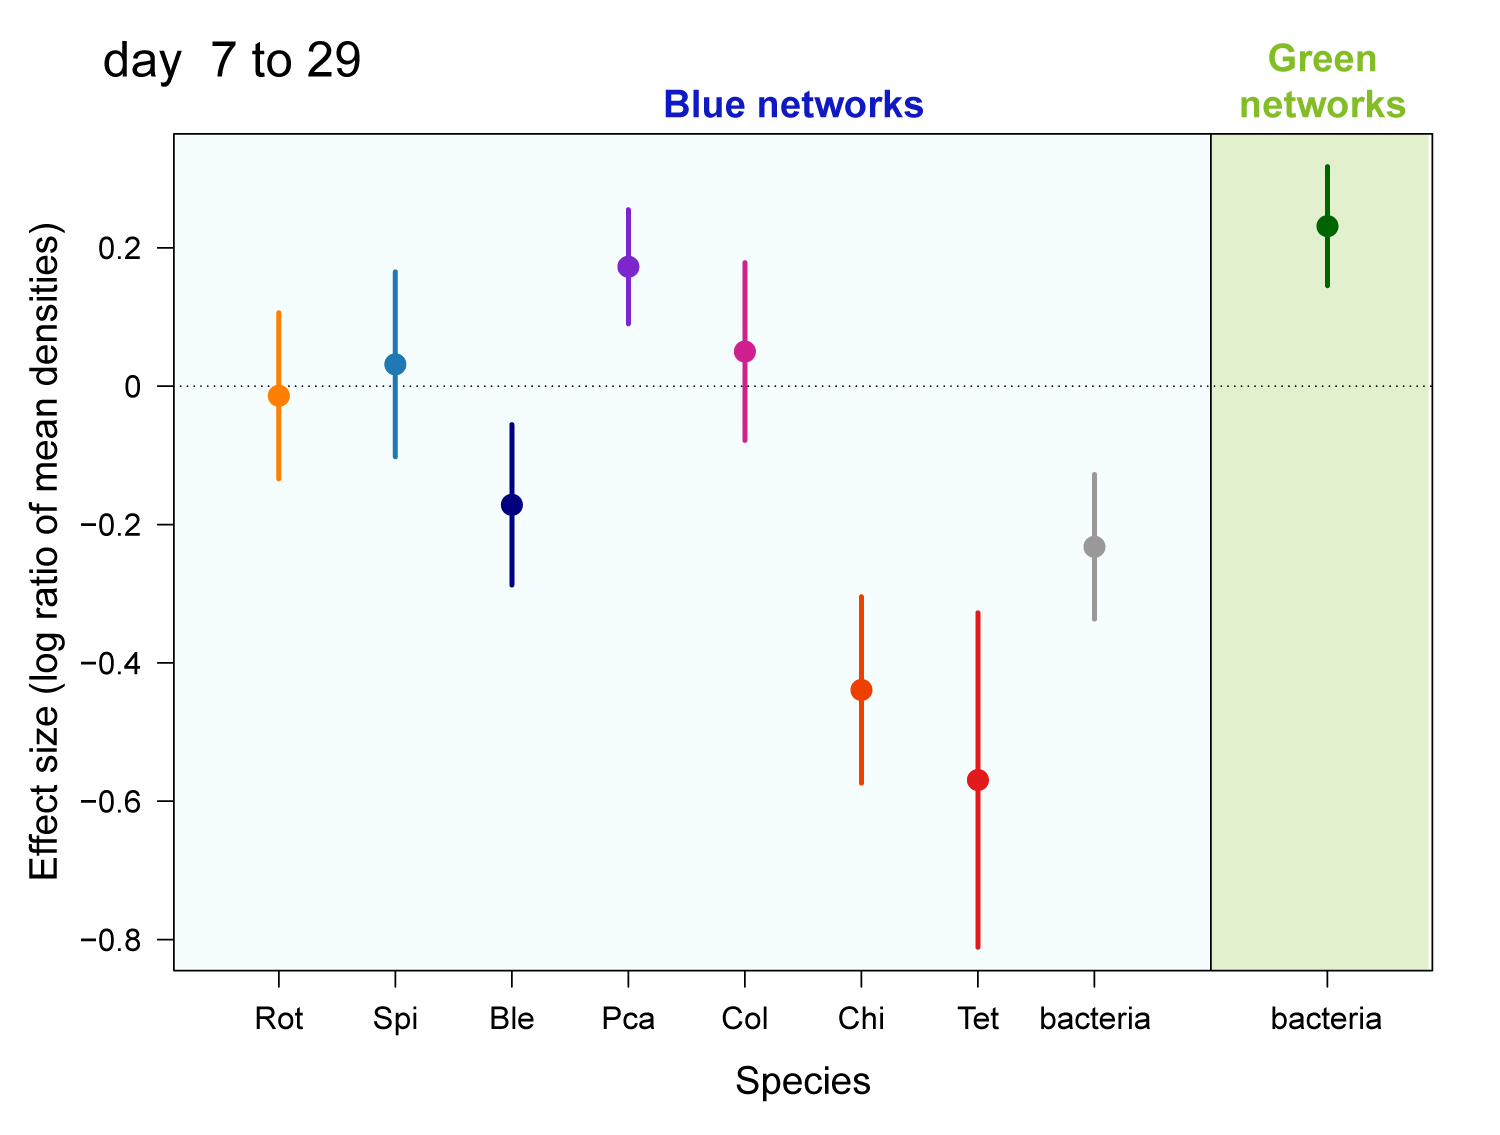 day  7 to 29
Green
networks
Blue networks
Effect size (log ratio of mean densities)
0.2
0
−0.2
−0.4
−0.6
−0.8
Rot Spi Ble Pca Col Chi Tet bacteria bacteria
Species